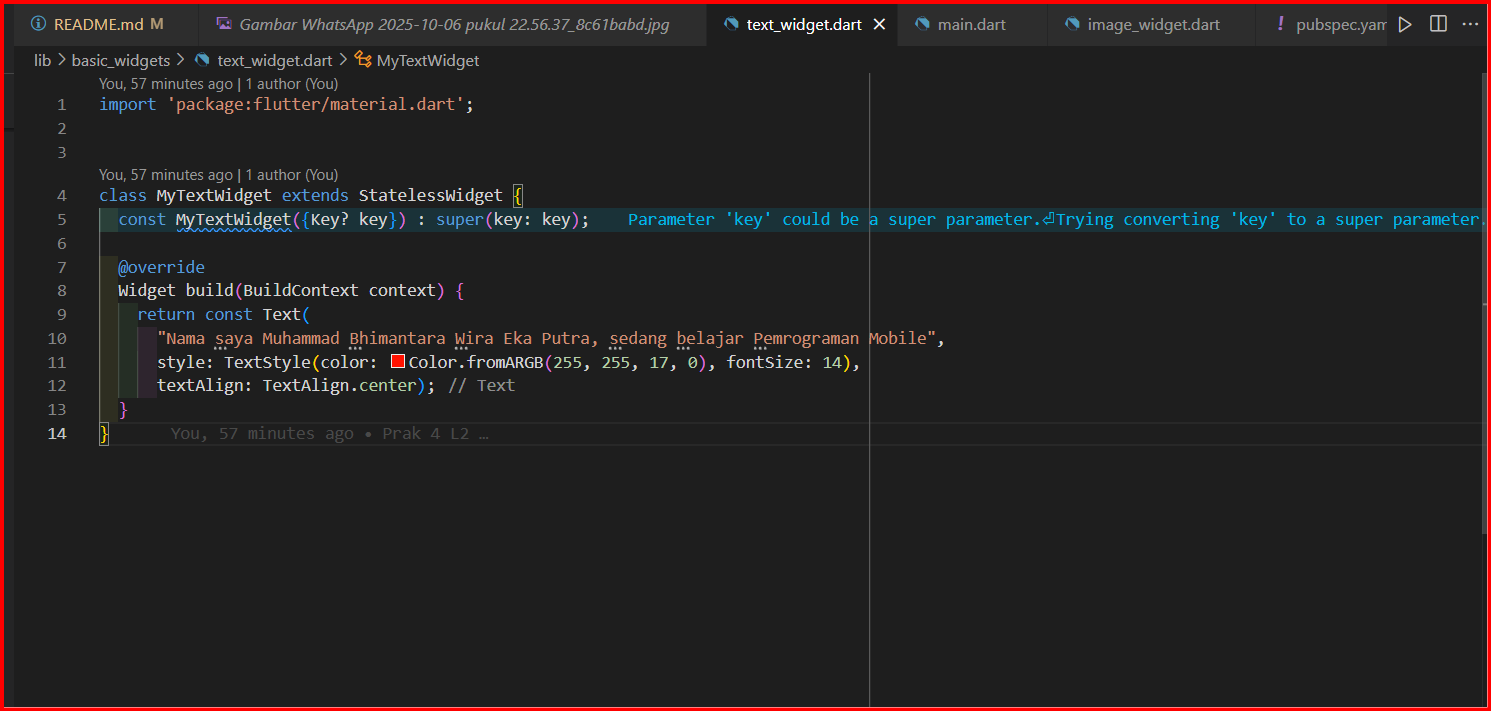 README.md M Gambar WhatsApp 2025-10-06 pukul 22.56.37_8c61babd.jpg text_widget.dart main.dart image_widget.dart ! pubspec.yam
lib > basic_widgets > text_widget.dart > MyTextWidget
You, 57 minutes ago | 1 author (You)
1 import 'package:flutter/material.dart';
2
3
You, 57 minutes ago | 1 author (You)
4 class MyTextWidget extends StatelessWidget {
5 const MyTextWidget({Key? key}) : super(key: key); Parameter 'key' could be a super parameter.⏎Trying converting 'key' to a super parameter.
6
7 @override
8 Widget build(BuildContext context) {
9 return const Text(
10 "Nama saya Muhammad Bhimantara Wira Eka Putra, sedang belajar Pemrograman Mobile",
11 style: TextStyle(color: Color.fromARGB(255, 255, 17, 0), fontSize: 14),
12 textAlign: TextAlign.center); // Text
13 }
14 } You, 57 minutes ago • Prak 4 L2 …